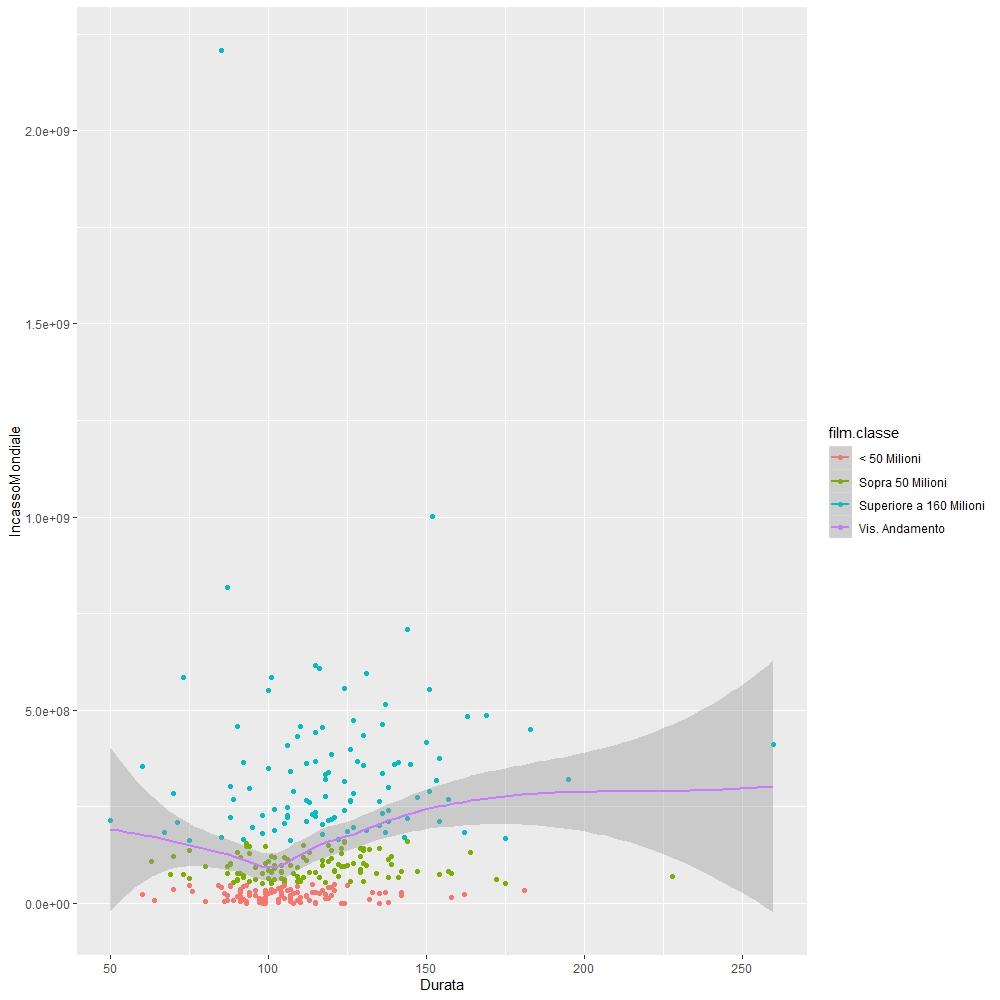 2.0e+09
1.5e+09
1.0e+09
5.0e+08
0.0e+00
IncassoMondiale
50 100 150 200 250
Durata
film.classe
< 50 Milioni
Sopra 50 Milioni
Superiore a 160 Milioni
Vis. Andamento